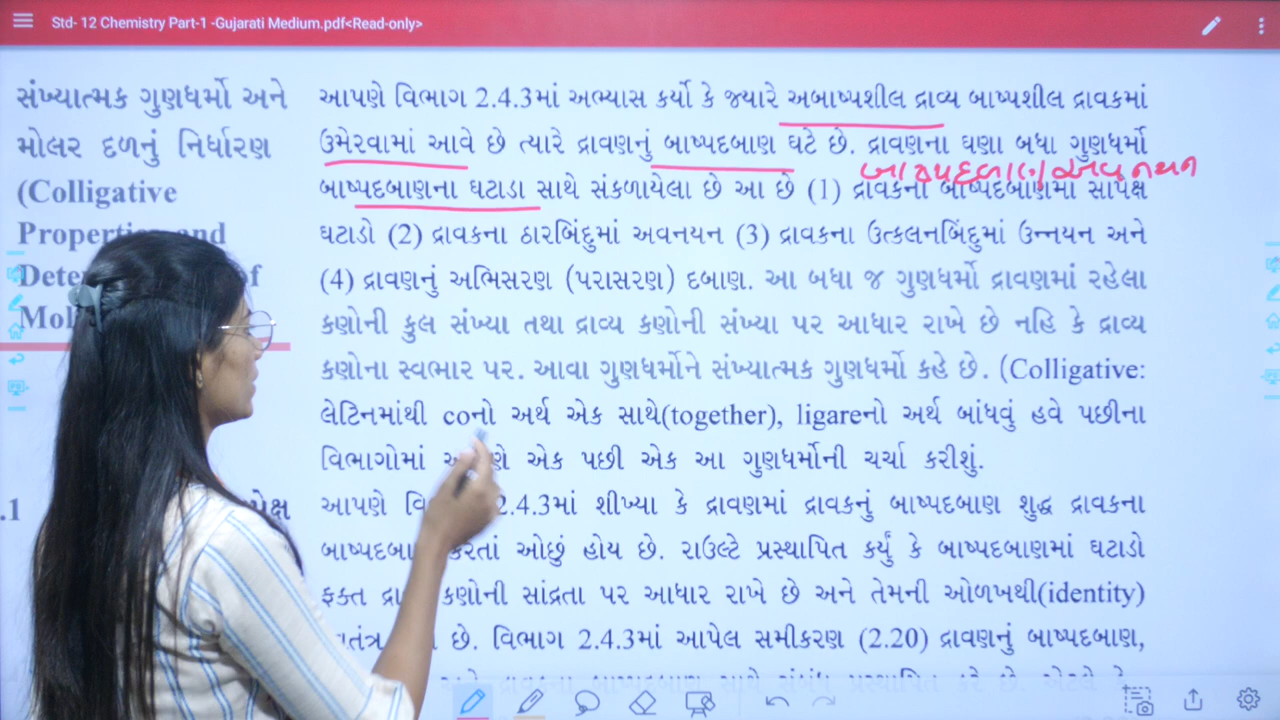 Std- 12 Chemistry Part-1 -Gujarati Medium.pdf<Read-only>
સંખ્યાત્મક ગુણધર્મો અને
મોલર દળનું નિર્ધારણ
(Colligative
Properties and
of
આપણે વિભાગ 2.4.3માં અભ્યાસ કર્યો કે જ્યારે અબાષ્પશીલ દ્રાવ્ય બાષ્પશીલ દ્રાવકમાં
ઉમેરવામાં આવે છે ત્યારે દ્રાવણનું બાષ્પદબાણ ઘટે છે. દ્રાવણના ઘણા બધા ગુણધર્મો
બાષ્પદબાણ અવનયન
બાષ્પદબાણના ઘટાડા સાથે સંકળાયેલા છે આ છે (1) દ્રાવકના બાષ્પદબાણમાં સાપેક્ષ
ઘટાડો (2) દ્રાવકના ઠારબિંદુમાં અવનયન (3) દ્રાવકના ઉત્કલનબિંદુમાં ઉન્નયન અને
(4) દ્રાવણનું અભિસરણ (પરાસરણ) દબાણ. આ બધા જ ગુણધર્મો દ્રાવણમાં રહેલા
કણોની કુલ સંખ્યા તથા દ્રાવ્ય કણોની સંખ્યા પર આધાર રાખે છે નહિ કે દ્રાવ્ય
કણોના સ્વભાર પર. આવા ગુણધર્મોને સંખ્યાત્મક ગુણધર્મો કહે છે. (Colligative:
લેટિનમાંથી coનો અર્થ એક સાથે(together), ligareનો અર્થ બાંધવું હવે પછીના
વિભાગોમાં એક પછી એક આ ગુણધર્મોની ચર્ચા કરીશું.
.1
આપણે 2.4.3માં શીખ્યા કે દ્રાવણમાં દ્રાવકનું બાષ્પદબાણ શુદ્ધ દ્રાવકના
કરતાં ઓછું હોય છે. રાઉલ્ટે પ્રસ્થાપિત કર્યું કે બાષ્પદબાણમાં ઘટાડો
ફક્ત કણોની સાંદ્રતા પર આધાર રાખે છે અને તેમની ઓળખથી(identity)
છે. વિભાગ 2.4.3માં આપેલ સમીકરણ (2.20) દ્રાવણનું બાષ્પદબાણ,